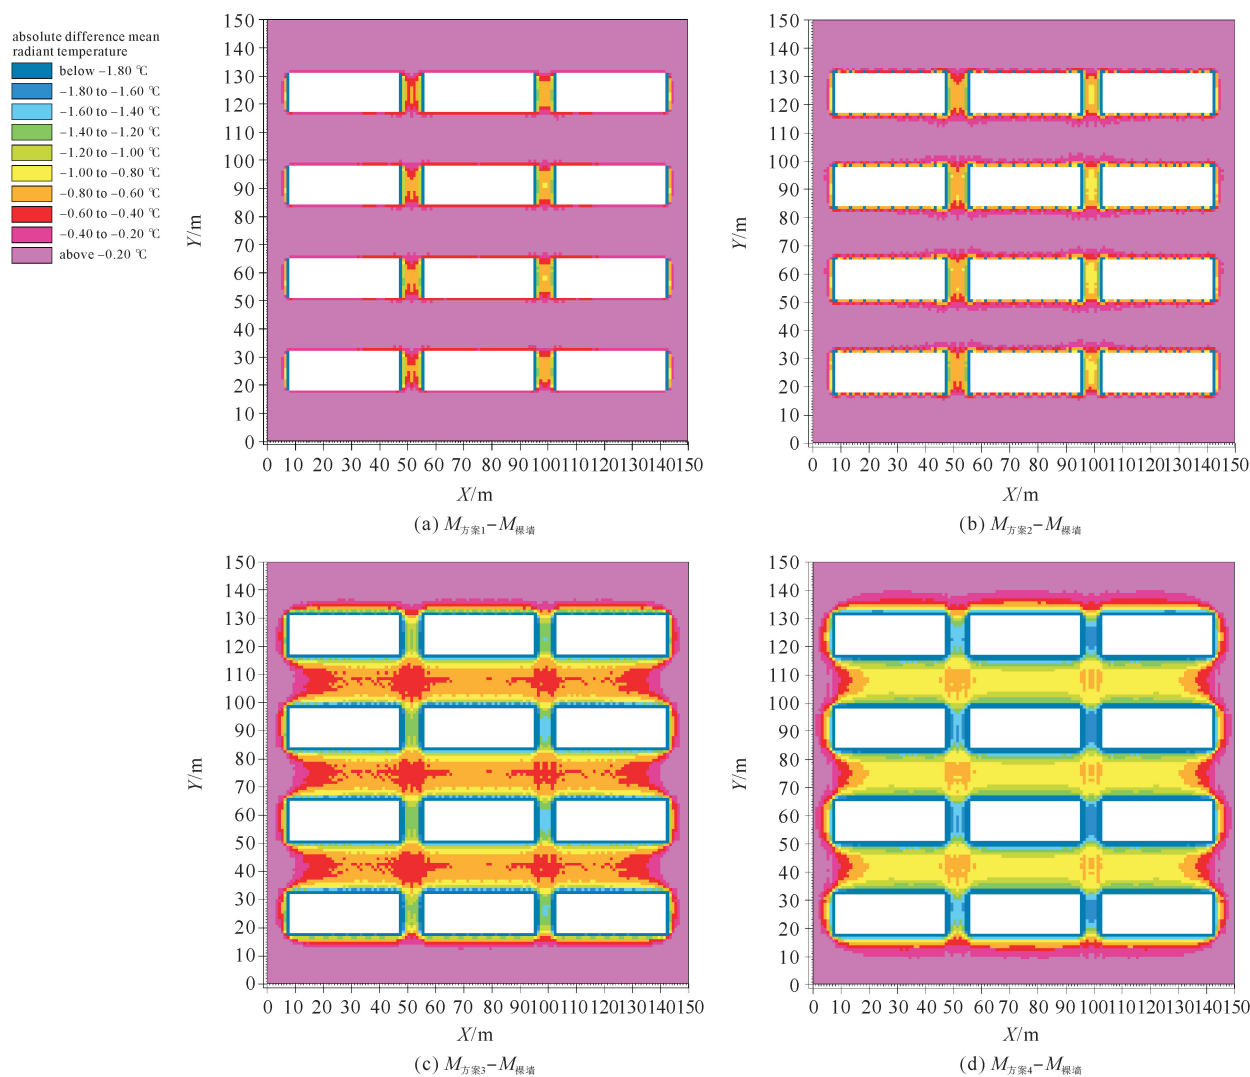 absolute difference mean
radiant temperature
below −1.80 ℃
−1.80 to −1.60 ℃
−1.60 to −1.40 ℃
−1.40 to −1.20 ℃
−1.20 to −1.00 ℃
−1.00 to −0.80 ℃
−0.80 to −0.60 ℃
−0.60 to −0.40 ℃
−0.40 to −0.20 ℃
above −0.20 ℃
150
140
130
120
110
100
90
80
70
60
50
40
30
20
10
0
Y/m
0 10 20 30 40 50 60 70 80 90 100 110 120 130 140 150
X/m
(a) M方案1−M裸墙
150
140
130
120
110
100
90
80
70
60
50
40
30
20
10
0
Y/m
0 10 20 30 40 50 60 70 80 90 100 110 120 130 140 150
X/m
(b) M方案2−M裸墙
150
140
130
120
110
100
90
80
70
60
50
40
30
20
10
0
Y/m
0 10 20 30 40 50 60 70 80 90 100 110 120 130 140 150
X/m
(c) M方案3−M裸墙
150
140
130
120
110
100
90
80
70
60
50
40
30
20
10
0
Y/m
0 10 20 30 40 50 60 70 80 90 100 110 120 130 140 150
X/m
(d) M方案4−M裸墙